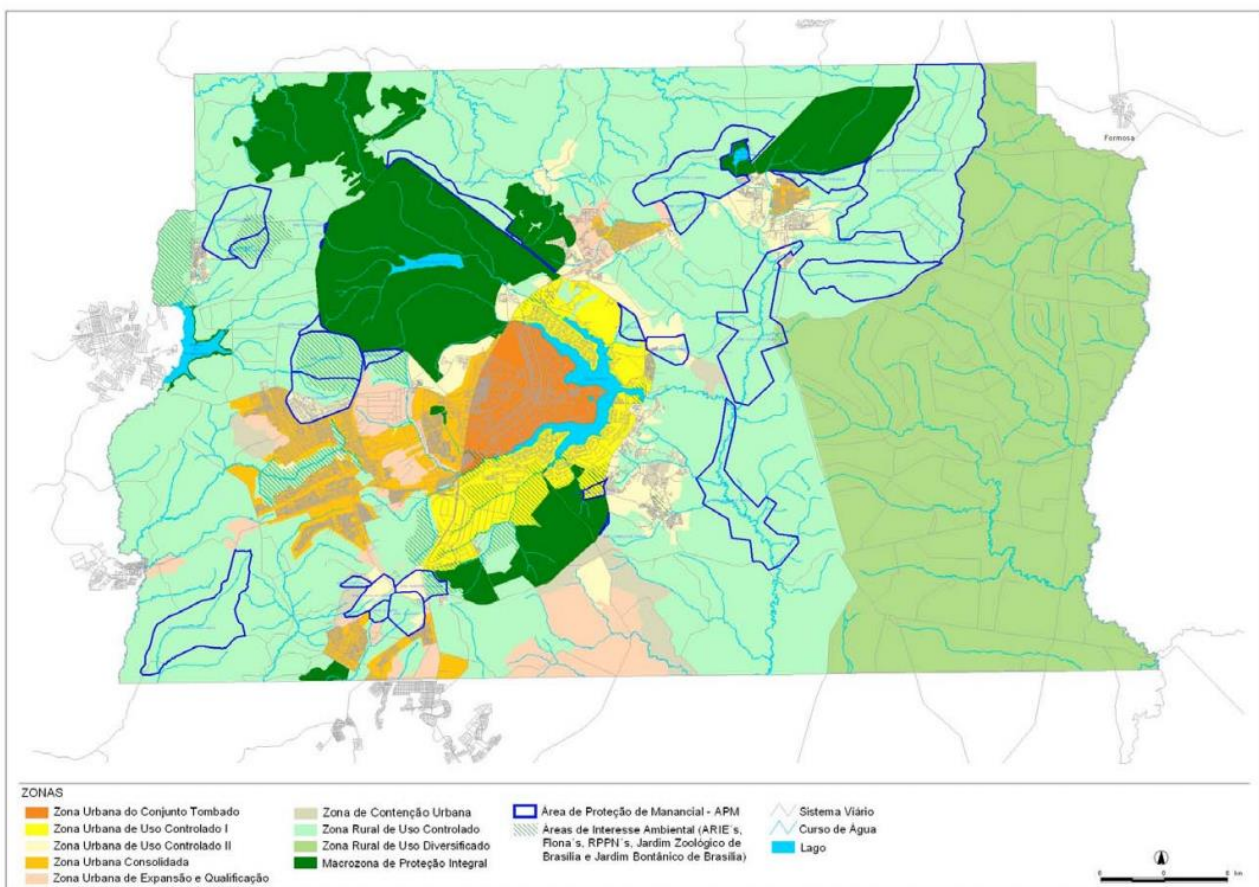 Formosa
ZONAS
Zona Urbana do Conjunto Tombado
Zona Urbana de Uso Controlado I
Zona Urbana de Uso Controlado II
Zona Urbana Consolidada
Zona Urbana de Expansão e Qualificação
Zona de Contenção Urbana
Zona Rural de Uso Controlado
Zona Rural de Uso Diversificado
Macrozona de Proteção Integral
Área de Proteção de Manancial - APM
Áreas de Interesse Ambiental (ARIE´s,
Flona´s, RPPN´s, Jardim Zoológico de
Brasília e Jardim Bontânico de Brasília)
Sistema Viário
Curso de Água
Lago
km